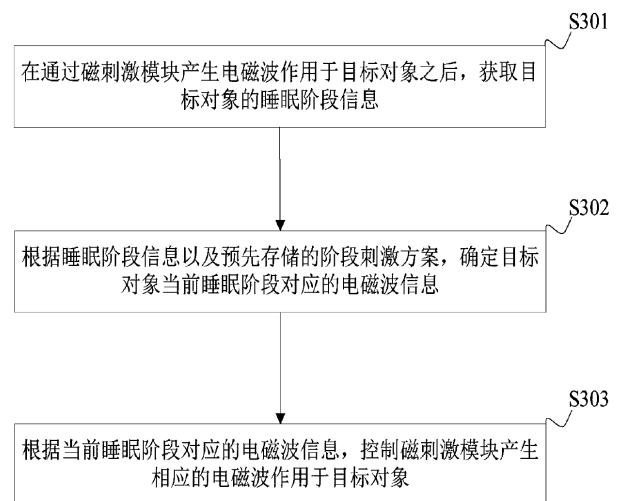 S301
在通过磁刺激模块产生电磁波作用于目标对象之后，获取目
标对象的睡眠阶段信息
S302
根据睡眠阶段信息以及预先存储的阶段刺激方案，确定目标
对象当前睡眠阶段对应的电磁波信息
S303
根据当前睡眠阶段对应的电磁波信息，控制磁刺激模块产生
相应的电磁波作用于目标对象